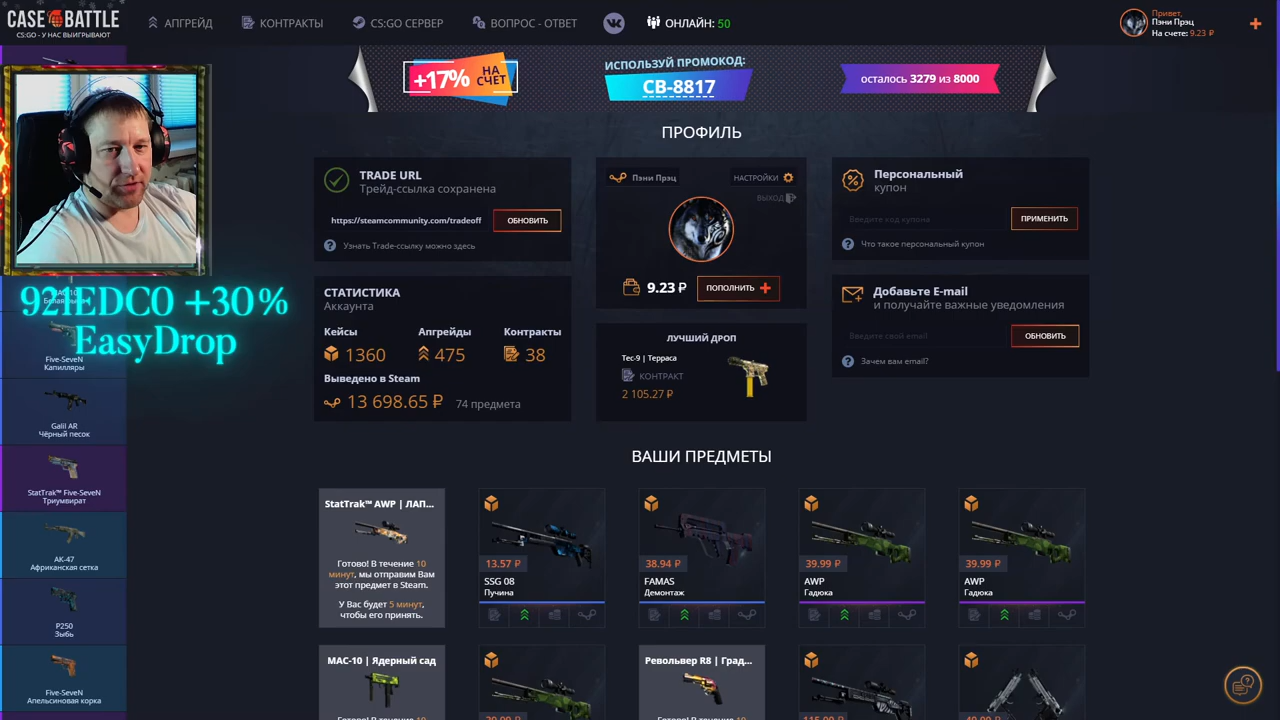 CASE BATTLE
CS:GO - У НАС ВЫИГРЫВАЮТ
АПГРЕЙД
КОНТРАКТЫ
CS:GO СЕРВЕР
ВОПРОС - ОТВЕТ
ОНЛАЙН: 50
Привет,
Пэни Прэц
На счете: 9.23 ₽
+17% НА СЧЕТ
ИСПОЛЬЗУЙ ПРОМОКОД:
CB-8817
осталось 3279 из 8000
ПРОФИЛЬ
TRADE URL
Трейд-ссылка сохранена
https://steamcommunity.com/tradeoff
ОБНОВИТЬ
Узнать Trade-ссылку можно здесь
Пэни Прэц
НАСТРОЙКИ
ВЫХОД
9.23 ₽
ПОПОЛНИТЬ
Персональный
купон
Введите код купона
ПРИМЕНИТЬ
Что такое персональный купон
СТАТИСТИКА
Аккаунта
Кейсы
Апгрейды
Контракты
1360
475
38
Выведено в Steam
13 698.65 ₽
74 предмета
ЛУЧШИЙ ДРОП
Тес-9 | Терраса
КОНТРАКТ
2 105.27 ₽
Добавьте E-mail
и получайте важные уведомления
Введите свой email
ОБНОВИТЬ
Зачем вам email?
921EDC0 +30%
EasyDrop
Five-SeveN
Капилляры
Galil AR
Чёрный песок
StatTrak™ Five-SeveN
Триумвират
АК-47
Африканская сетка
P250
Зыбь
Five-SeveN
Апельсиновая корка
ВАШИ ПРЕДМЕТЫ
StatTrak™ AWP | ЛАП...
Готово! В течение 10
минут, мы отправим Вам
этот предмет в Steam.
У Вас будет 5 минут,
чтобы его принять.
13.57 ₽
SSG 08
Пучина
38.94 ₽
FAMAS
Демонтаж
39.99 ₽
AWP
Гадюка
39.99 ₽
AWP
Гадюка
MAC-10 | Ядерный сад
Револьвер R8 | Град...